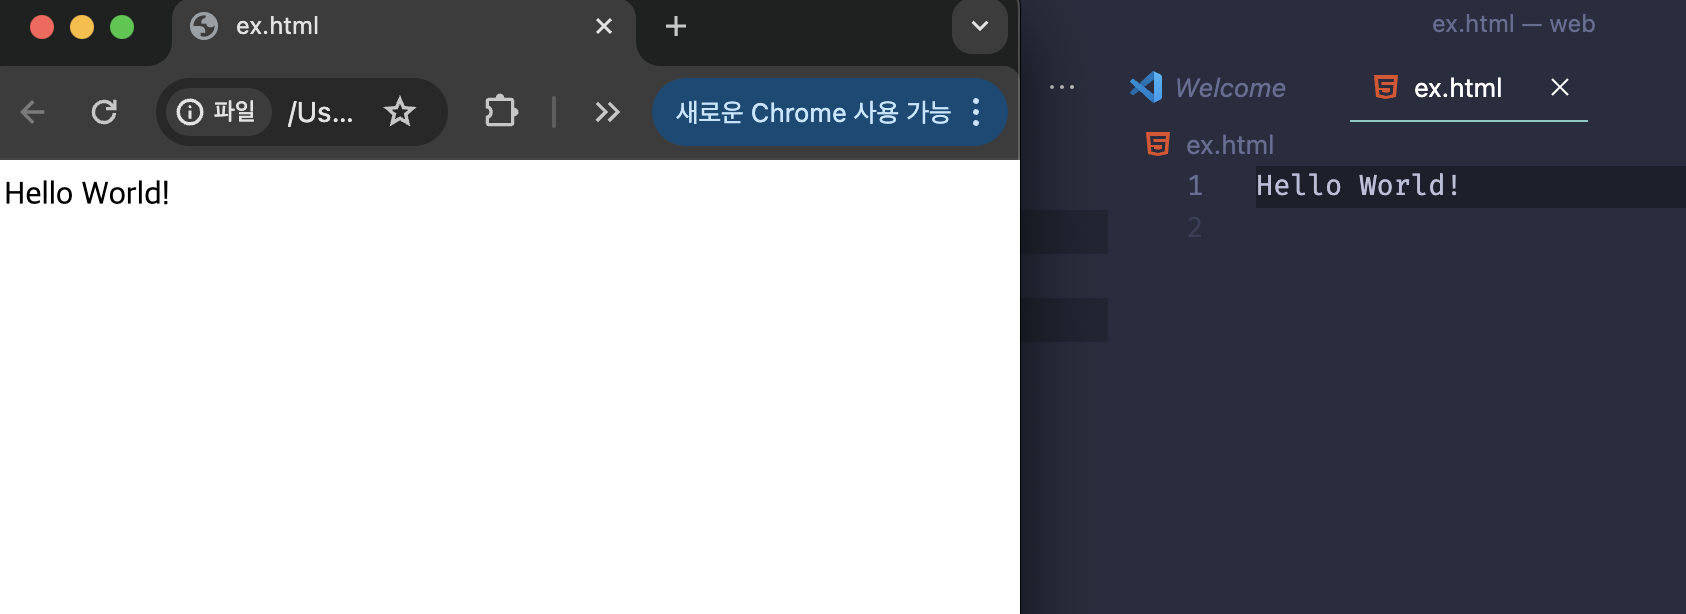 ex.html
파일 /Us... 새로운 Chrome 사용 가능
Hello World!
ex.html — web
Welcome ex.html
ex.html
1 Hello World!
2